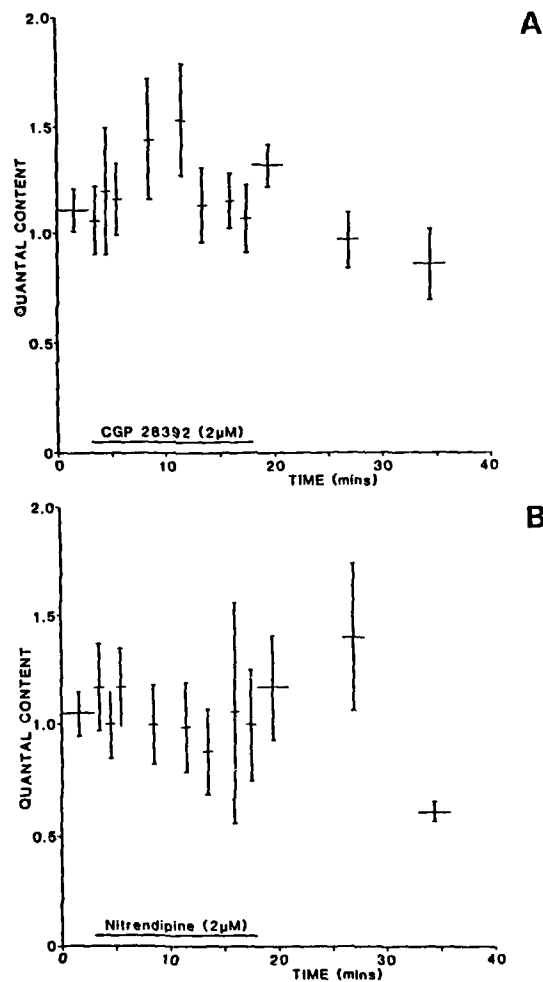 A
2.0
1.5
1.0
0.5
0
QUANTAL CONTENT
CGP 28392 (2μM)
0 10 20 30 40
TIME (mins)
B
2.0
1.5
1.0
0.5
0
QUANTAL CONTENT
Nitrendipine (2μM)
0 10 20 30 40
TIME (mins)